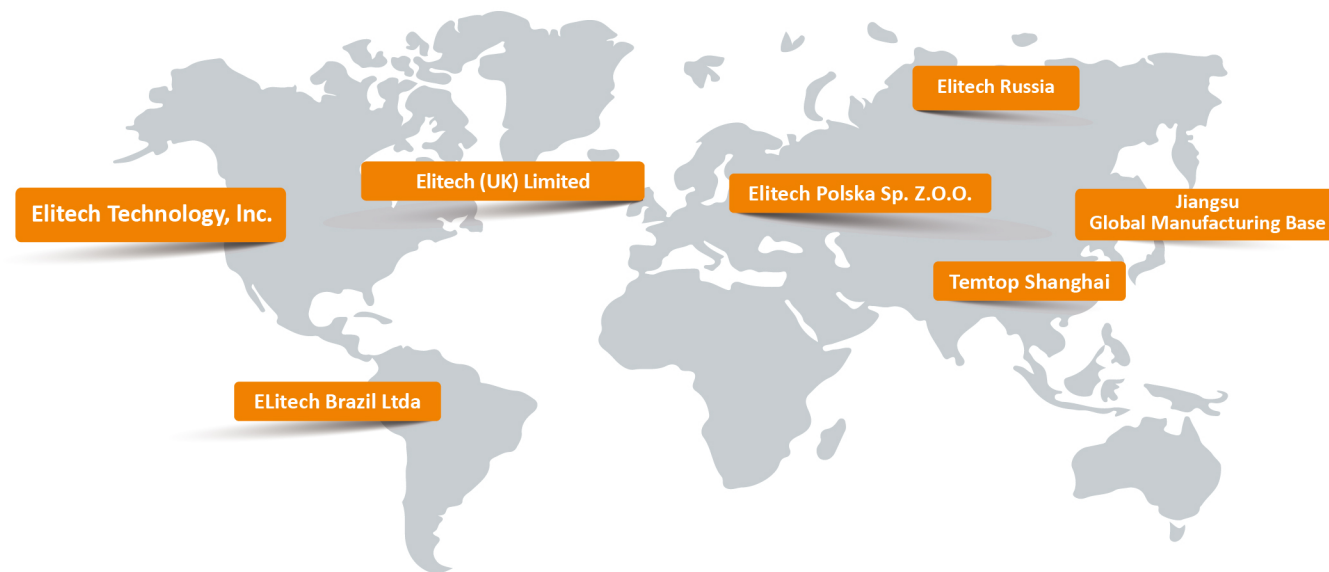 Elitech Russia
Elitech (UK) Limited
Elitech Polska Sp. Z.O.O.
Elitech Technology, lnc.
Jiangsu
Global Manufacturing Base
Temtop Shanghai
ELitech Brazil Ltda